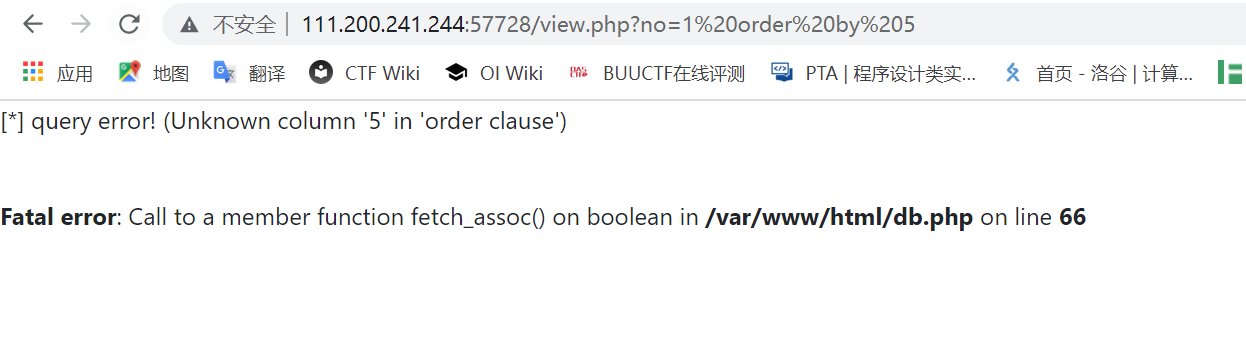 不安全 111.200.241.244:57728/view.php?no=1%20order%20by%205
应用 地图 翻译 CTF Wiki OI Wiki BUUCTF在线评测 PTA | 程序设计类实... 首页 - 洛谷 | 计算...
[*] query error! (Unknown column '5' in 'order clause')
Fatal error: Call to a member function fetch_assoc() on boolean in /var/www/html/db.php on line 66